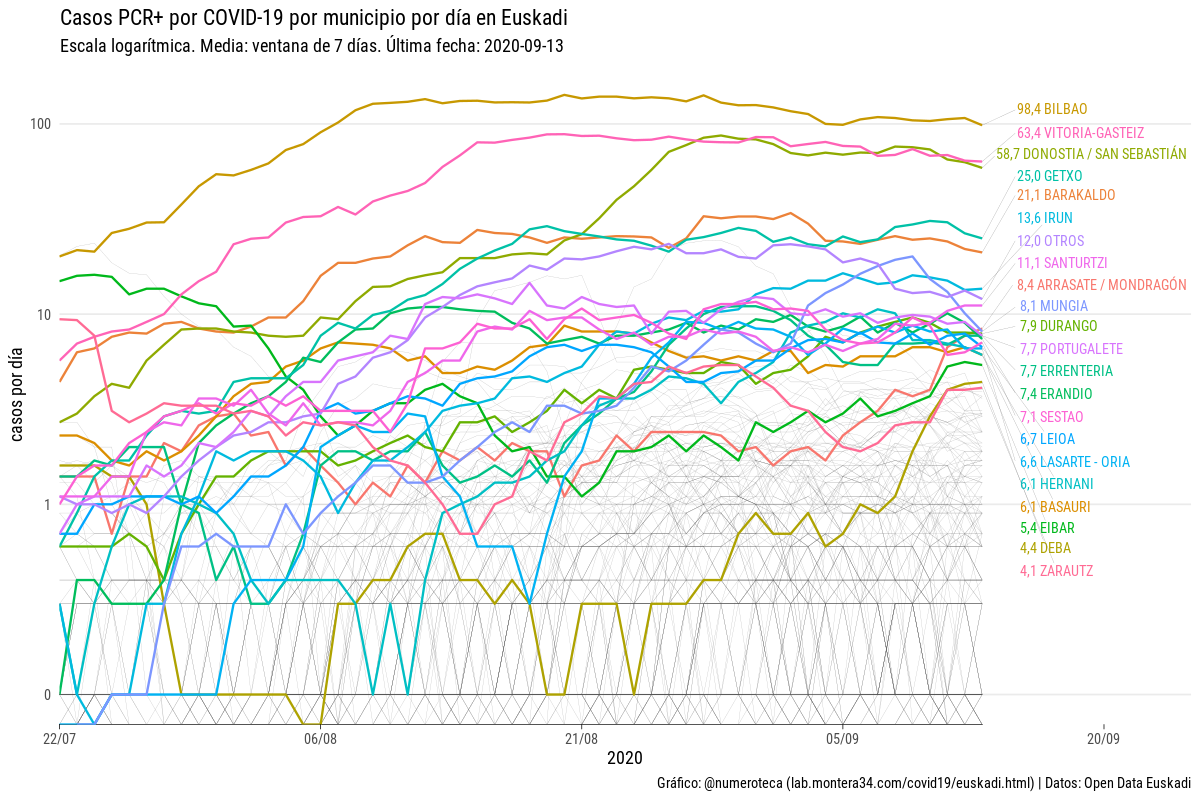 Casos PCR+ por COVID-19 por municipio por día en Euskadi
Escala logarítmica. Media: ventana de 7 días. Última fecha: 2020-09-13
casos por día
100
10
1
0
98,4 BILBAO
63,4 VITORIA-GASTEIZ
58,7 DONOSTIA / SAN SEBASTIÁN
25,0 GETXO
21,1 BARAKALDO
13,6 IRUN
12,0 OTROS
11,1 SANTURTZI
8,4 ARRASATE / MONDRAGÓN
8,1 MUNGIA
7,9 DURANGO
7,7 PORTUGALETE
7,7 ERRENTERIA
7,4 ERANDIO
7,1 SESTAO
6,7 LEIOA
6,6 LASARTE - ORIA
6,1 HERNANI
6,1 BASAURI
5,4 EIBAR
4,4 DEBA
4,1 ZARAUTZ
22/07 06/08 21/08 05/09 20/09
2020
Gráfico: @numeroteca (lab.montera34.com/covid19/euskadi.html) | Datos: Open Data Euskadi